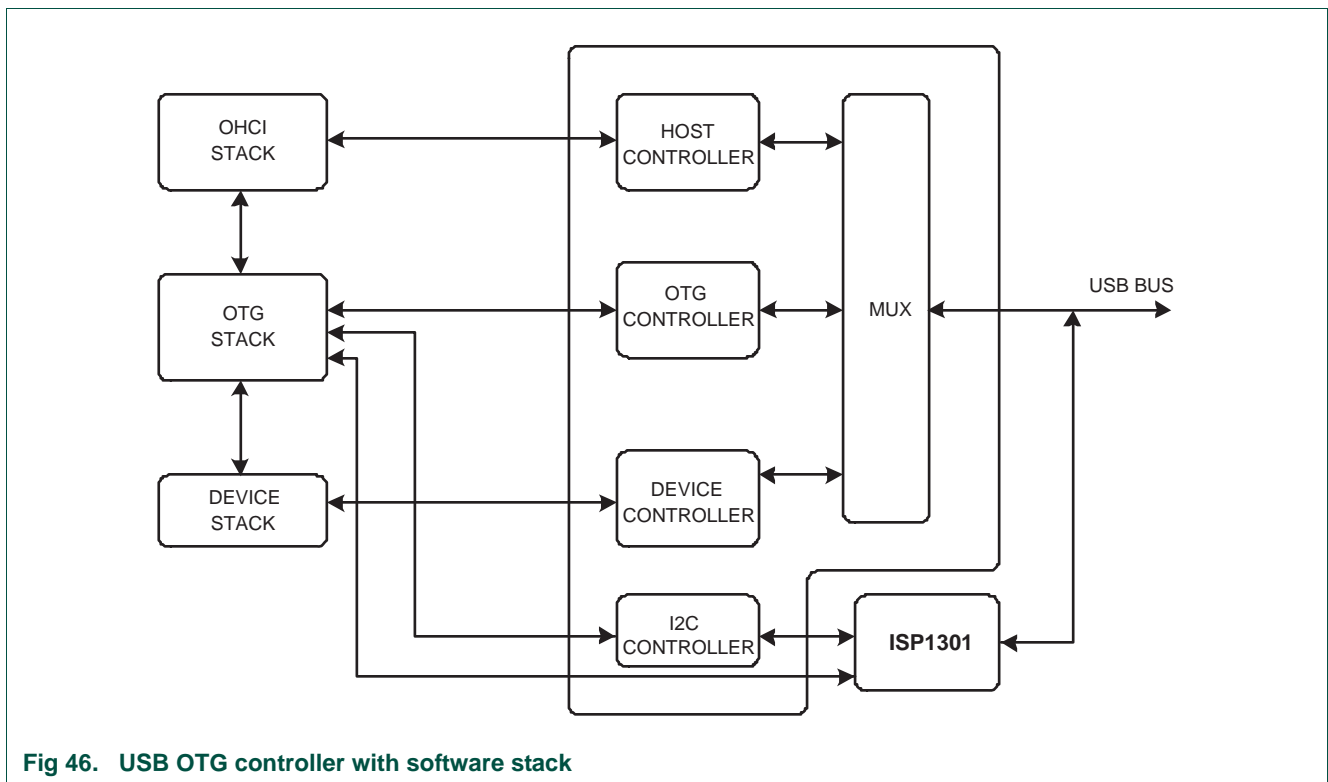 OHCI
STACK
HOST
CONTROLLER
OTG
STACK
OTG
CONTROLLER
MUX
USB BUS
DEVICE
STACK
DEVICE
CONTROLLER
I2C
CONTROLLER
ISP1301
Fig 46. USB OTG controller with software stack